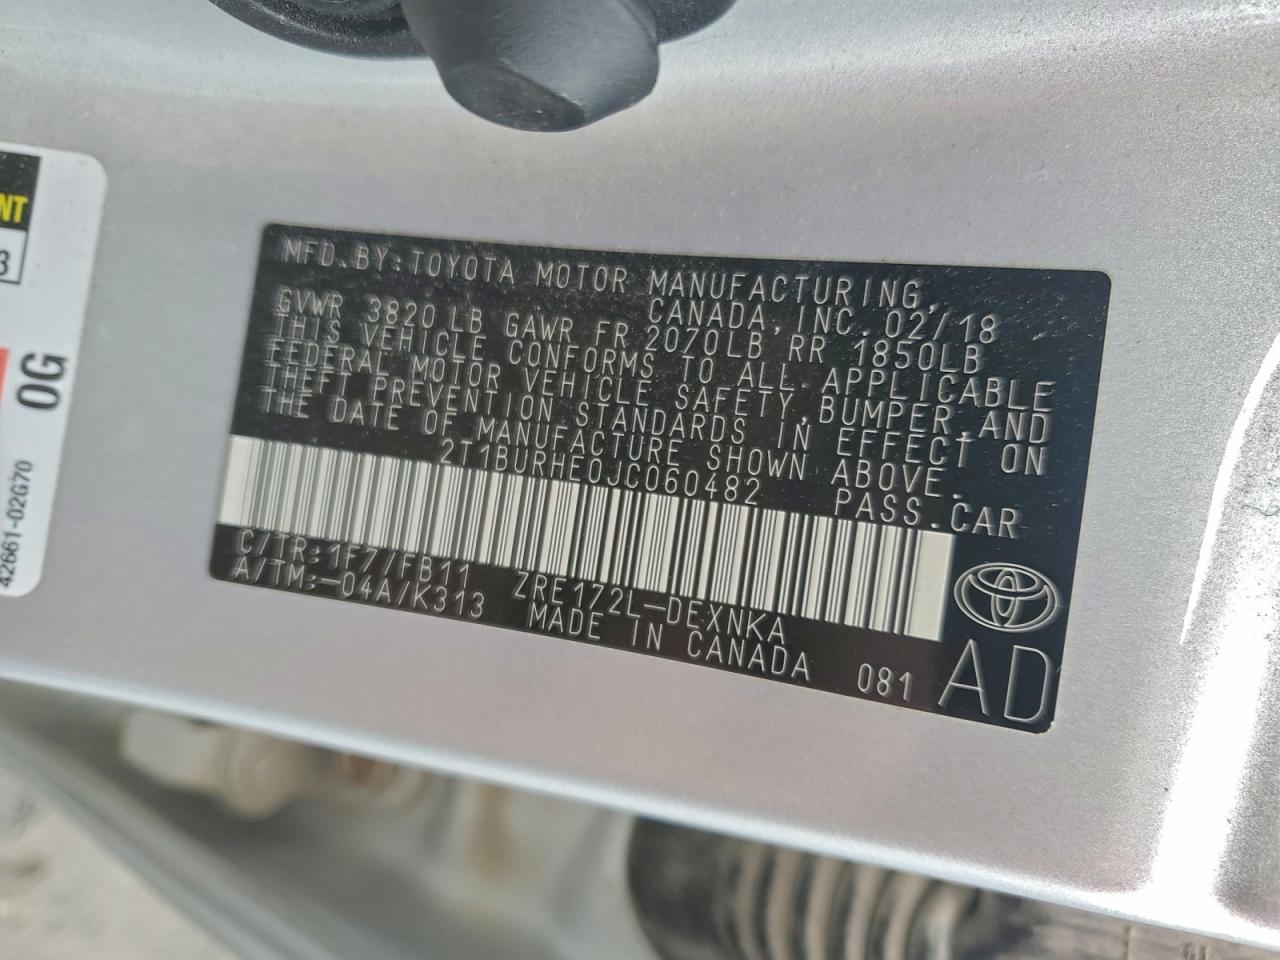 NT
3
0G
42661-02G70
MFD.BY:TOYOTA MOTOR MANUFACTURING,
CANADA,INC.02/18
GVWR 3820 LB GAWR FR 2070LB RR 1850LB
THIS VEHICLE CONFORMS TO ALL APPLICABLE
FEDERAL MOTOR VEHICLE SAFETY,BUMPER,AND
THEFT PREVENTION STANDARDS IN EFFECT ON
THE DATE OF MANUFACTURE SHOWN ABOVE.
2T1BURHE0JC060482 PASS.CAR
C/TR:1F7/FB11 ZRE172L-DEXNKA
A/TM:-04A/K313 MADE IN CANADA 081 AD